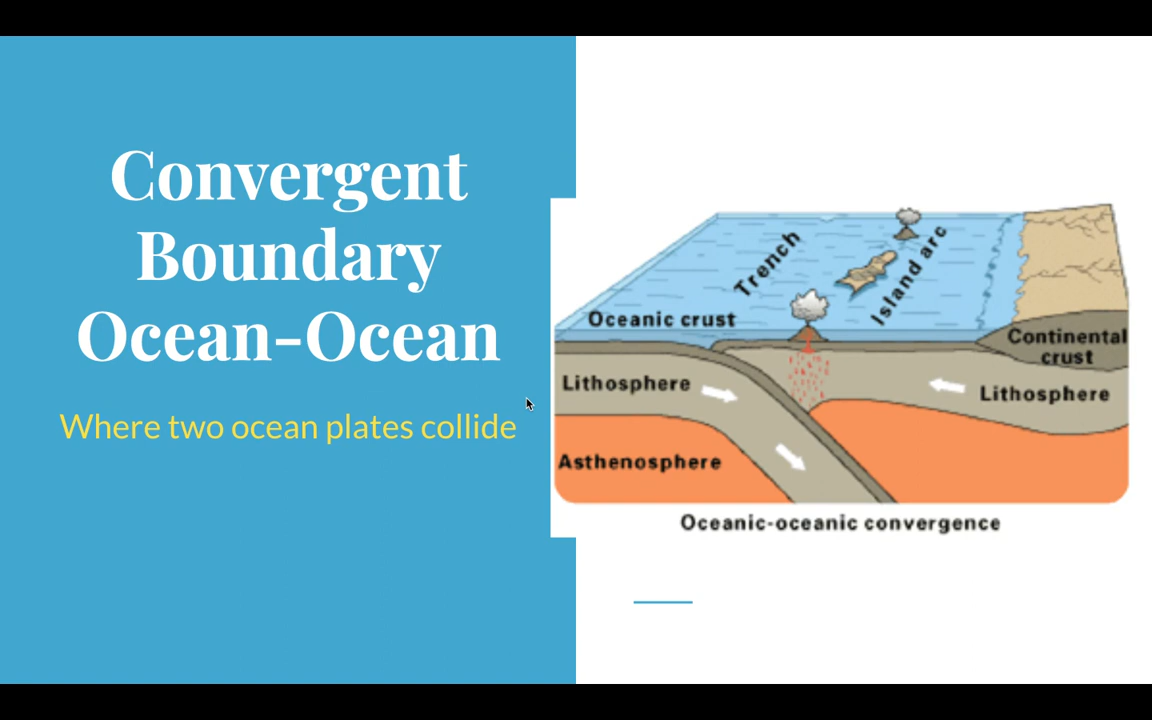 Convergent
Boundary
Ocean-Ocean
Where two ocean plates collide
Trench
Island arc
Oceanic crust
Continental
crust
Lithosphere
Lithosphere
Asthenosphere
Oceanic-oceanic convergence